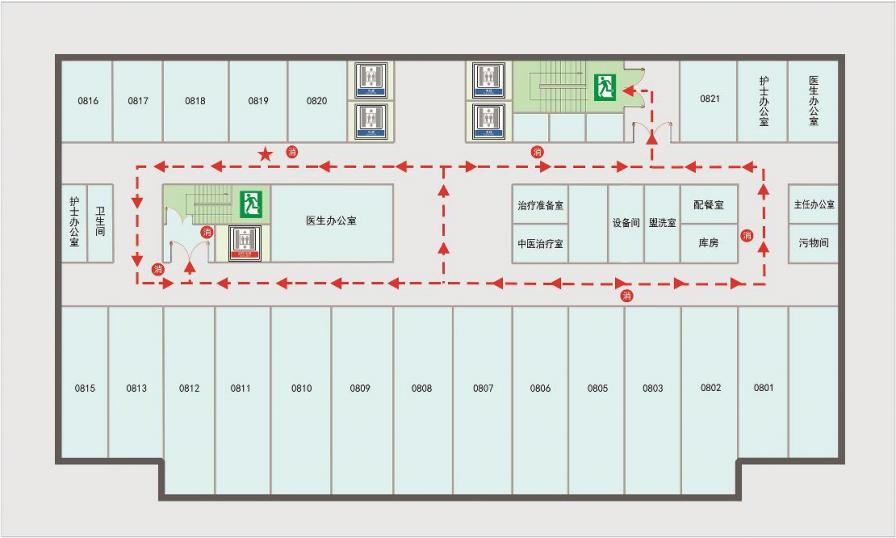 0816
0817
0818
0819
0820
0821
护士办公室
医生办公室
消
消
护士办公室
卫生间
医生办公室
治疗准备室
设备间
盥洗室
配餐室
主任办公室
消
消
中医治疗室
库房
污物间
消
消
0815
0813
0812
0811
0810
0809
0808
0807
0806
0805
0803
0802
0801